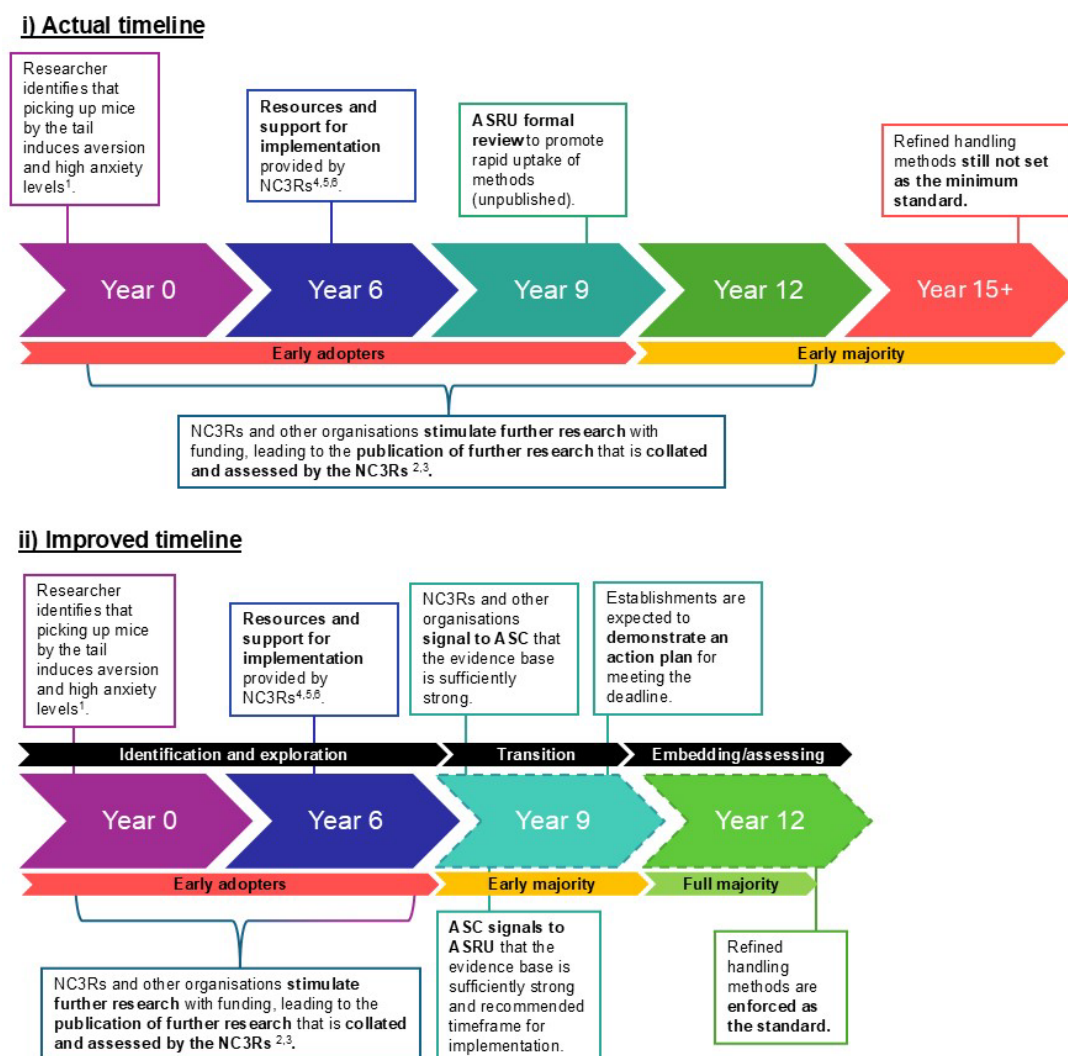 i) Actual timeline
Researcher
identifies that
picking up mice
by the tail
induces aversion
and high anxiety
levels¹.
Resources and
support for
implementation
provided by
NC3Rs⁴,⁵,⁶.
ASRU formal
review to promote
rapid uptake of
methods
(unpublished).
Refined handling
methods still not set
as the minimum
standard.
Year 0
Year 6
Year 9
Year 12
Year 15+
Early adopters
Early majority
NC3Rs and other organisations stimulate further research with
funding, leading to the publication of further research that is collated
and assessed by the NC3Rs ²,³.
ii) Improved timeline
Researcher
identifies that
picking up mice
by the tail
induces aversion
and high anxiety
levels¹.
Resources and
support for
implementation
provided by
NC3Rs⁴,⁵,⁶.
NC3Rs and other
organisations
signal to ASC that
the evidence base
is sufficiently
strong.
Establishments are
expected to
demonstrate an
action plan for
meeting the
deadline.
Identification and exploration
Transition
Embedding/assessing
Year 0
Year 6
Year 9
Year 12
Early adopters
Early majority
Full majority
NC3Rs and other organisations stimulate
further research with funding, leading to the
publication of further research that is collated
and assessed by the NC3Rs ²,³.
ASC signals to
ASRU that the
evidence base is
sufficiently strong
and recommended
timeframe for
implementation.
Refined
handling
methods are
enforced as
the standard.